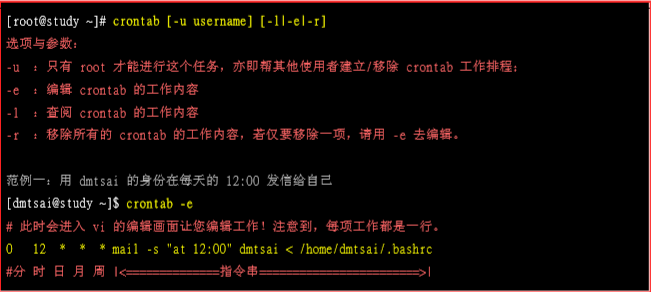 [root@study ~]# crontab [-u username] [-l|-e|-r]
选项与参数：
-u ：只有 root 才能进行这个任务，亦即帮其他使用者建立/移除 crontab 工作排程；
-e ：编辑 crontab 的工作内容
-l ：查阅 crontab 的工作内容
-r ：移除所有的 crontab 的工作内容，若仅要移除一项，请用 -e 去编辑。
范例一：用 dmtsai 的身份在每天的 12:00 发信给自己
[dmtsai@study ~]$ crontab -e
# 此时会进入 vi 的编辑画面让您编辑工作！注意到，每项工作都是一行。
0 12 * * * mail -s "at 12:00" dmtsai < /home/dmtsai/.bashrc
#分 时 日 月 周 |<==============指令串========================>|